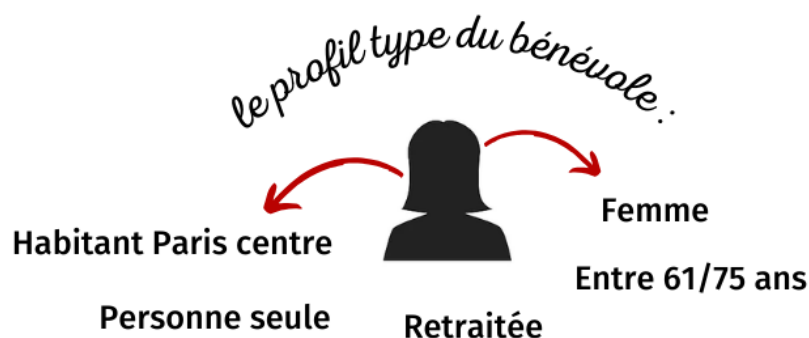 le profil type du bénévole :
Habitant Paris centre
Personne seule
Retraitée
Femme
Entre 61/75 ans